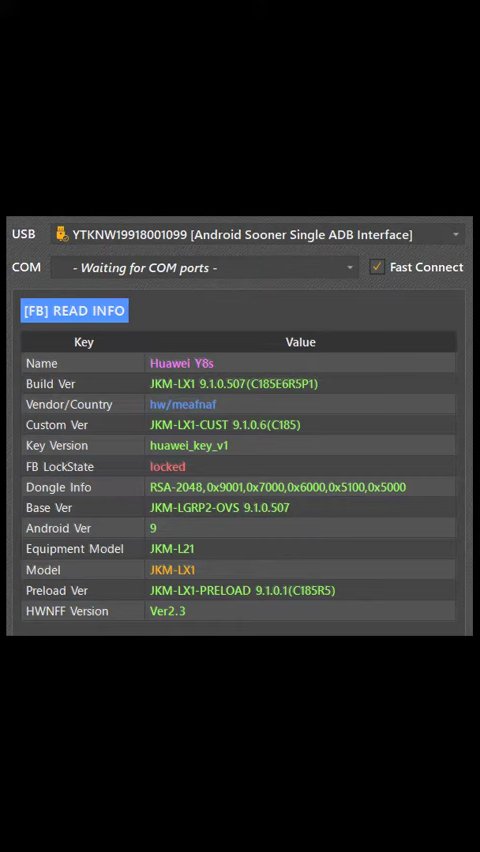 USB YTKNW19918001099 [Android Sooner Single ADB Interface]
COM - Waiting for COM ports - Fast Connect
[FB] READ INFO
Key Value
Name Huawei Y8s
Build Ver JKM-LX1 9.1.0.507(C185E6R5P1)
Vendor/Country hw/meafnaf
Custom Ver JKM-LX1-CUST 9.1.0.6(C185)
Key Version huawei_key_v1
FB LockState locked
Dongle Info RSA-2048,0x9001,0x7000,0x6000,0x5100,0x5000
Base Ver JKM-LGRP2-OVS 9.1.0.507
Android Ver 9
Equipment Model JKM-L21
Model JKM-LX1
Preload Ver JKM-LX1-PRELOAD 9.1.0.1(C185R5)
HWNFF Version Ver2.3